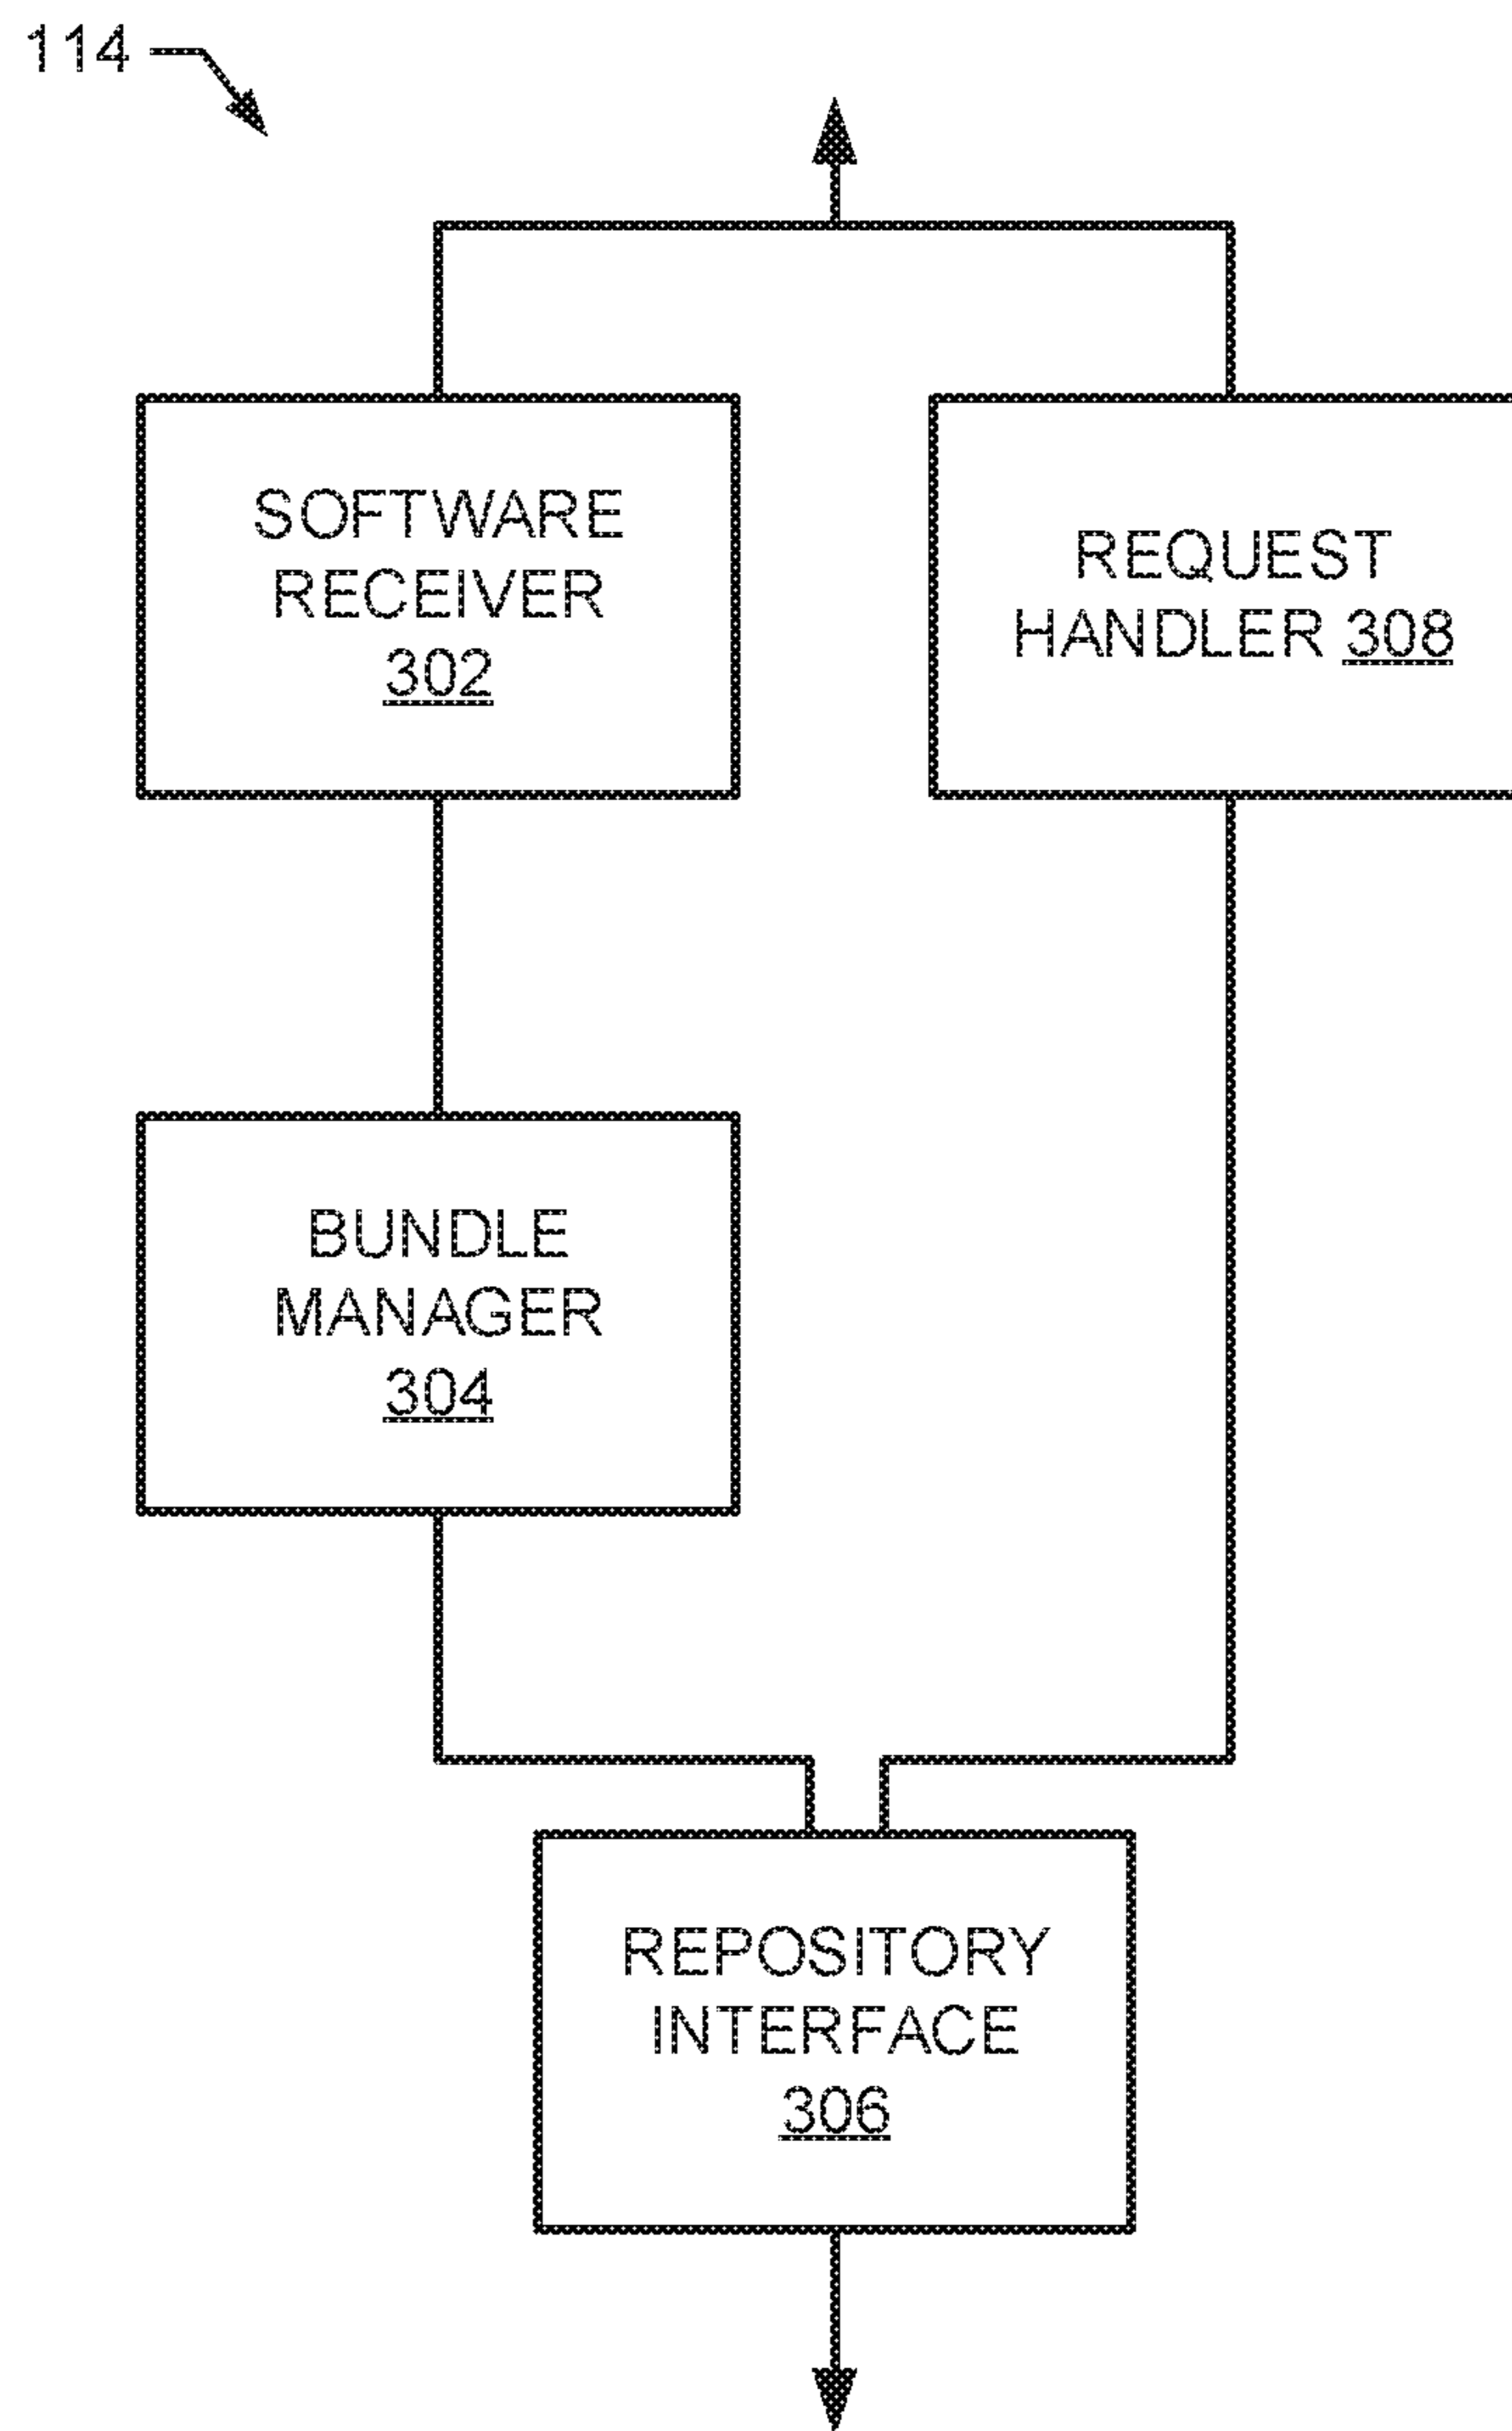 114
SOFTWARE
RECEIVER
302
REQUEST
HANDLER 308
BUNDLE
MANAGER
304
REPOSITORY
INTERFACE
306